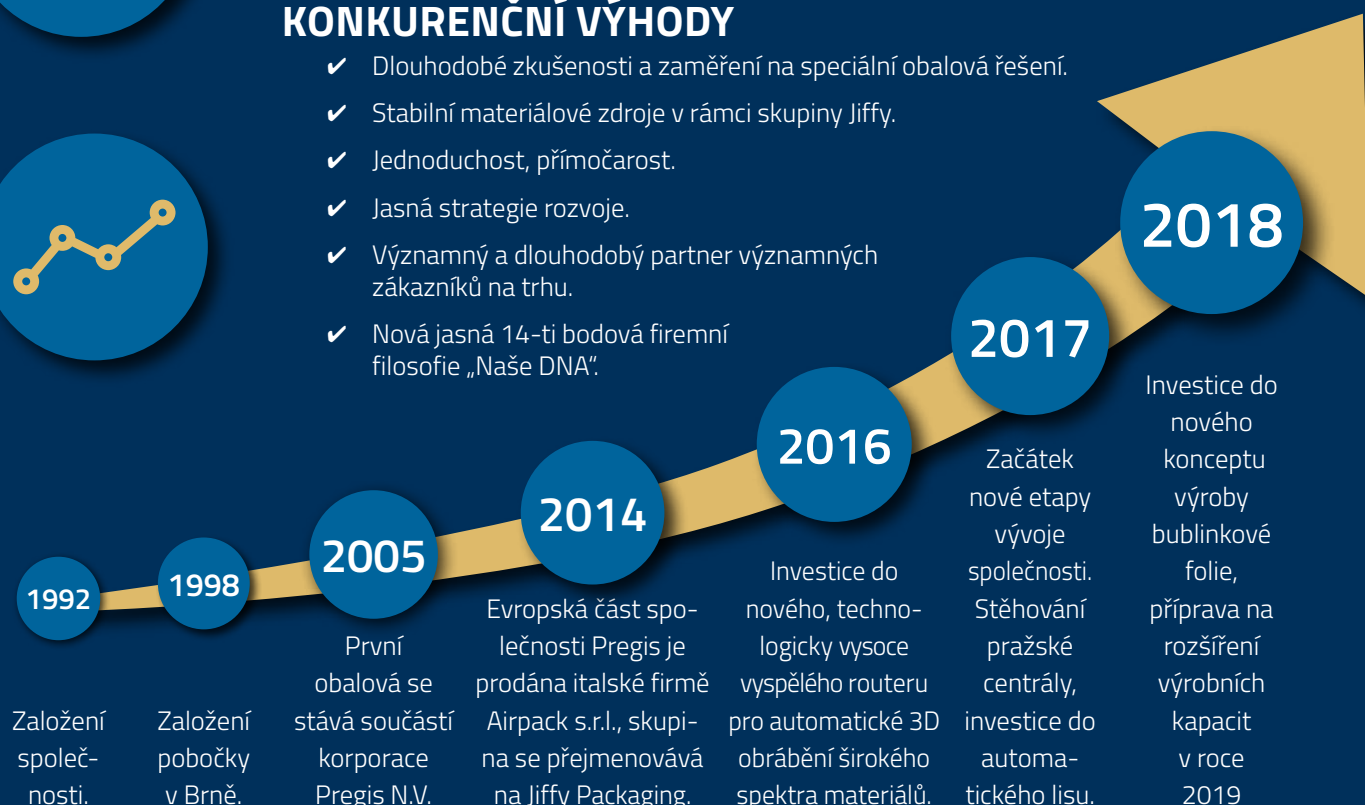 KONKURENČNÍ VÝHODY
✔ Dlouhodobé zkušenosti a zaměření na speciální obalová řešení.
✔ Stabilní materiálové zdroje v rámci skupiny Jiffy.
✔ Jednoduchost, přímočarost.
✔ Jasná strategie rozvoje.
✔ Významný a dlouhodobý partner významných
zákazníků na trhu.
✔ Nová jasná 14-ti bodová firemní
filosofie „Naše DNA“.
1992
Založení
společ-
nosti.
1998
Založení
pobočky
v Brně.
2005
První
obalová se
stává součástí
korporace
Pregis N.V.
2014
Evropská část spo-
lečnosti Pregis je
prodána italské firmě
Airpack s.r.l., skupi-
na se přejmenovává
na Jiffy Packaging.
2016
Investice do
nového, techno-
logicky vysoce
vyspělého routeru
pro automatické 3D
obrábění širokého
spektra materiálů.
2017
Začátek
nové etapy
vývoje
společnosti.
Stěhování
pražské
centrály,
investice do
automa-
tického lisu.
2018
Investice do
nového
konceptu
výroby
bublinkové
folie,
příprava na
rozšíření
výrobních
kapacit
v roce
2019